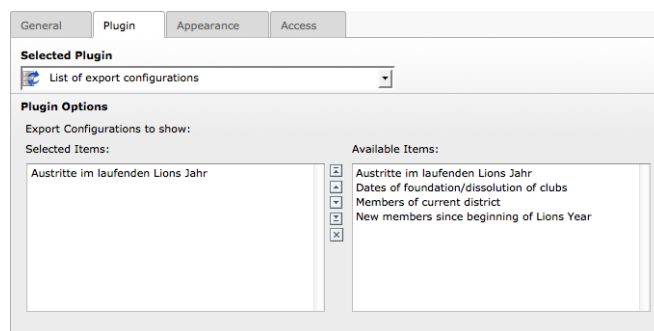 General Plugin Appearance Access
Selected Plugin
List of export configurations
Plugin Options
Export Configurations to show:
Selected Items: Available Items:
Austritte im laufenden Lions Jahr Austritte im laufenden Lions Jahr
Dates of foundation/dissolution of clubs
Members of current district
New members since beginning of Lions Year